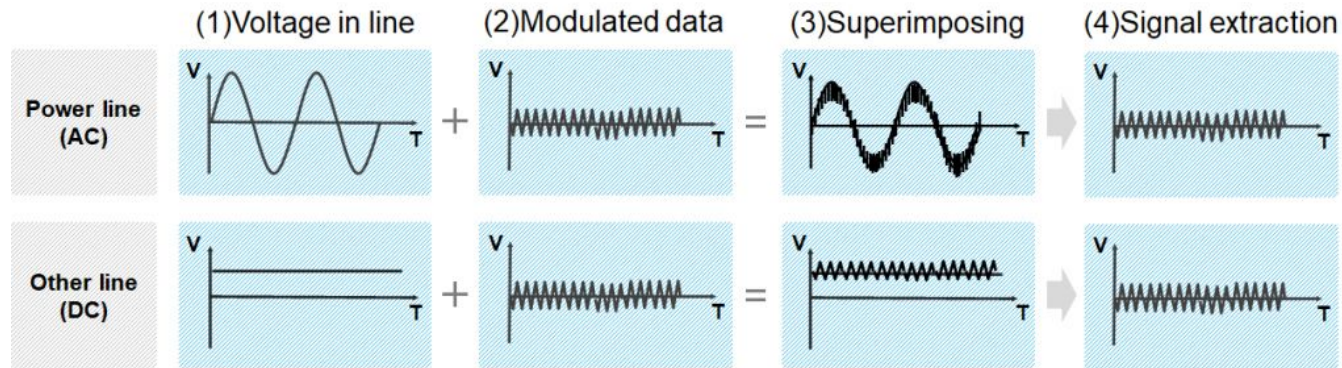 (1)Voltage in line (2)Modulated data (3)Superimposing (4)Signal extraction
Power line
(AC)
V
T
+
V
T
=
V
T
V
T
Other line
(DC)
V
T
+
V
T
=
V
T
V
T